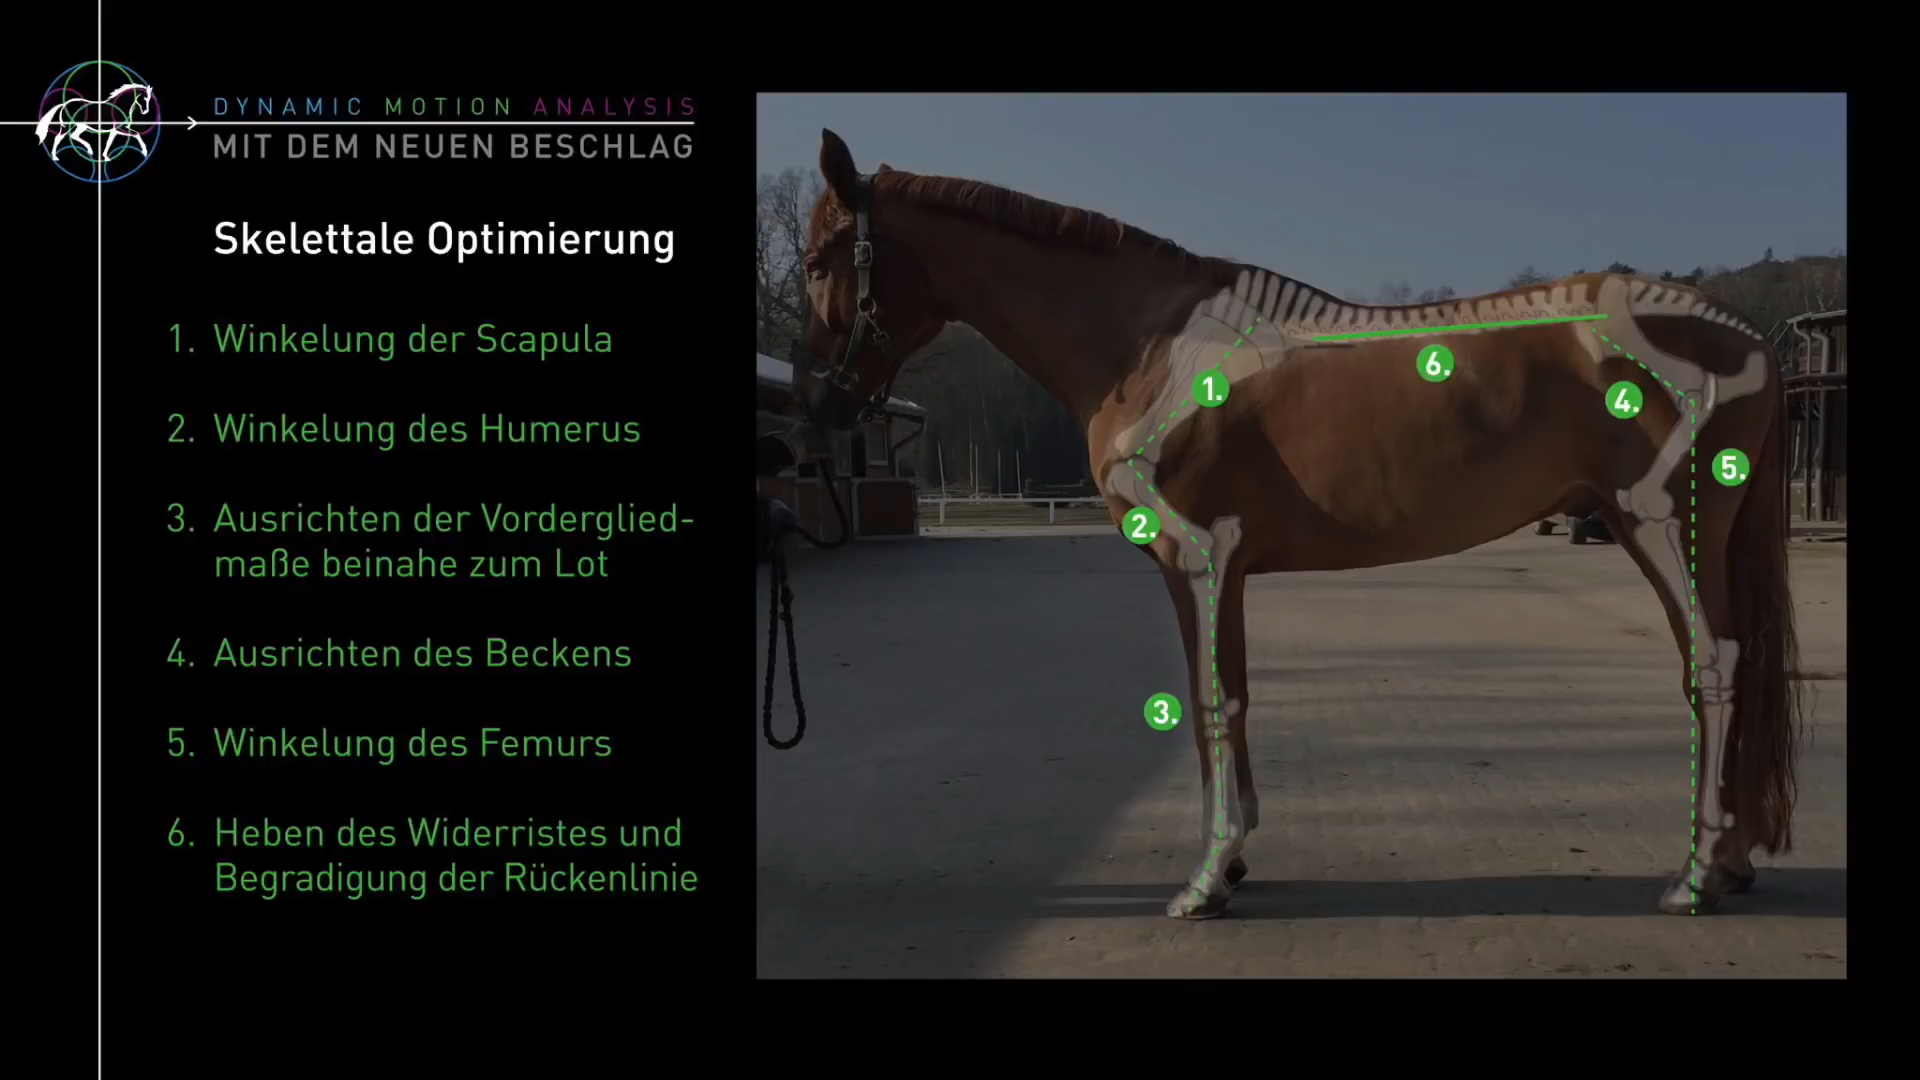 DYNAMIC MOTION ANALYSIS
MIT DEM NEUEN BESCHLAG
Skelettale Optimierung
1. Winkelung der Scapula
2. Winkelung des Humerus
3. Ausrichten der Vorderglied-
maße beinahe zum Lot
4. Ausrichten des Beckens
5. Winkelung des Femurs
6. Heben des Widerristes und
Begradigung der Rückenlinie
1.
6.
4.
5.
2.
3.